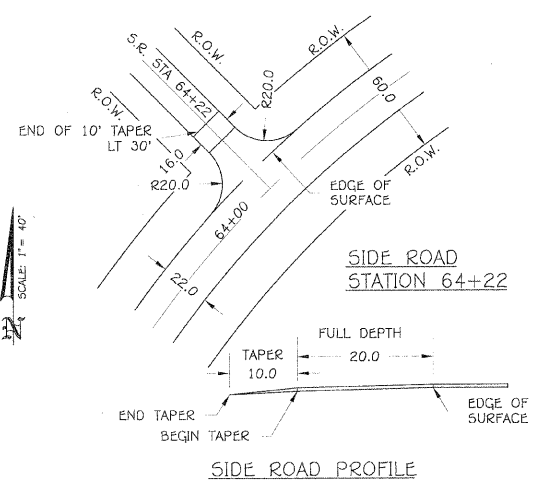 R.O.W.
R.O.W.
S.R. STA 64+22
R20.0
60.0
R.O.W.
END OF 10' TAPER
LT 30'
16.0
R20.0
R.O.W.
EDGE OF
SURFACE
64+00
22.0
SCALE: 1" = 40'
N
SIDE ROAD
STATION 64+22
FULL DEPTH
20.0
TAPER
10.0
END TAPER
BEGIN TAPER
EDGE OF
SURFACE
SIDE ROAD PROFILE